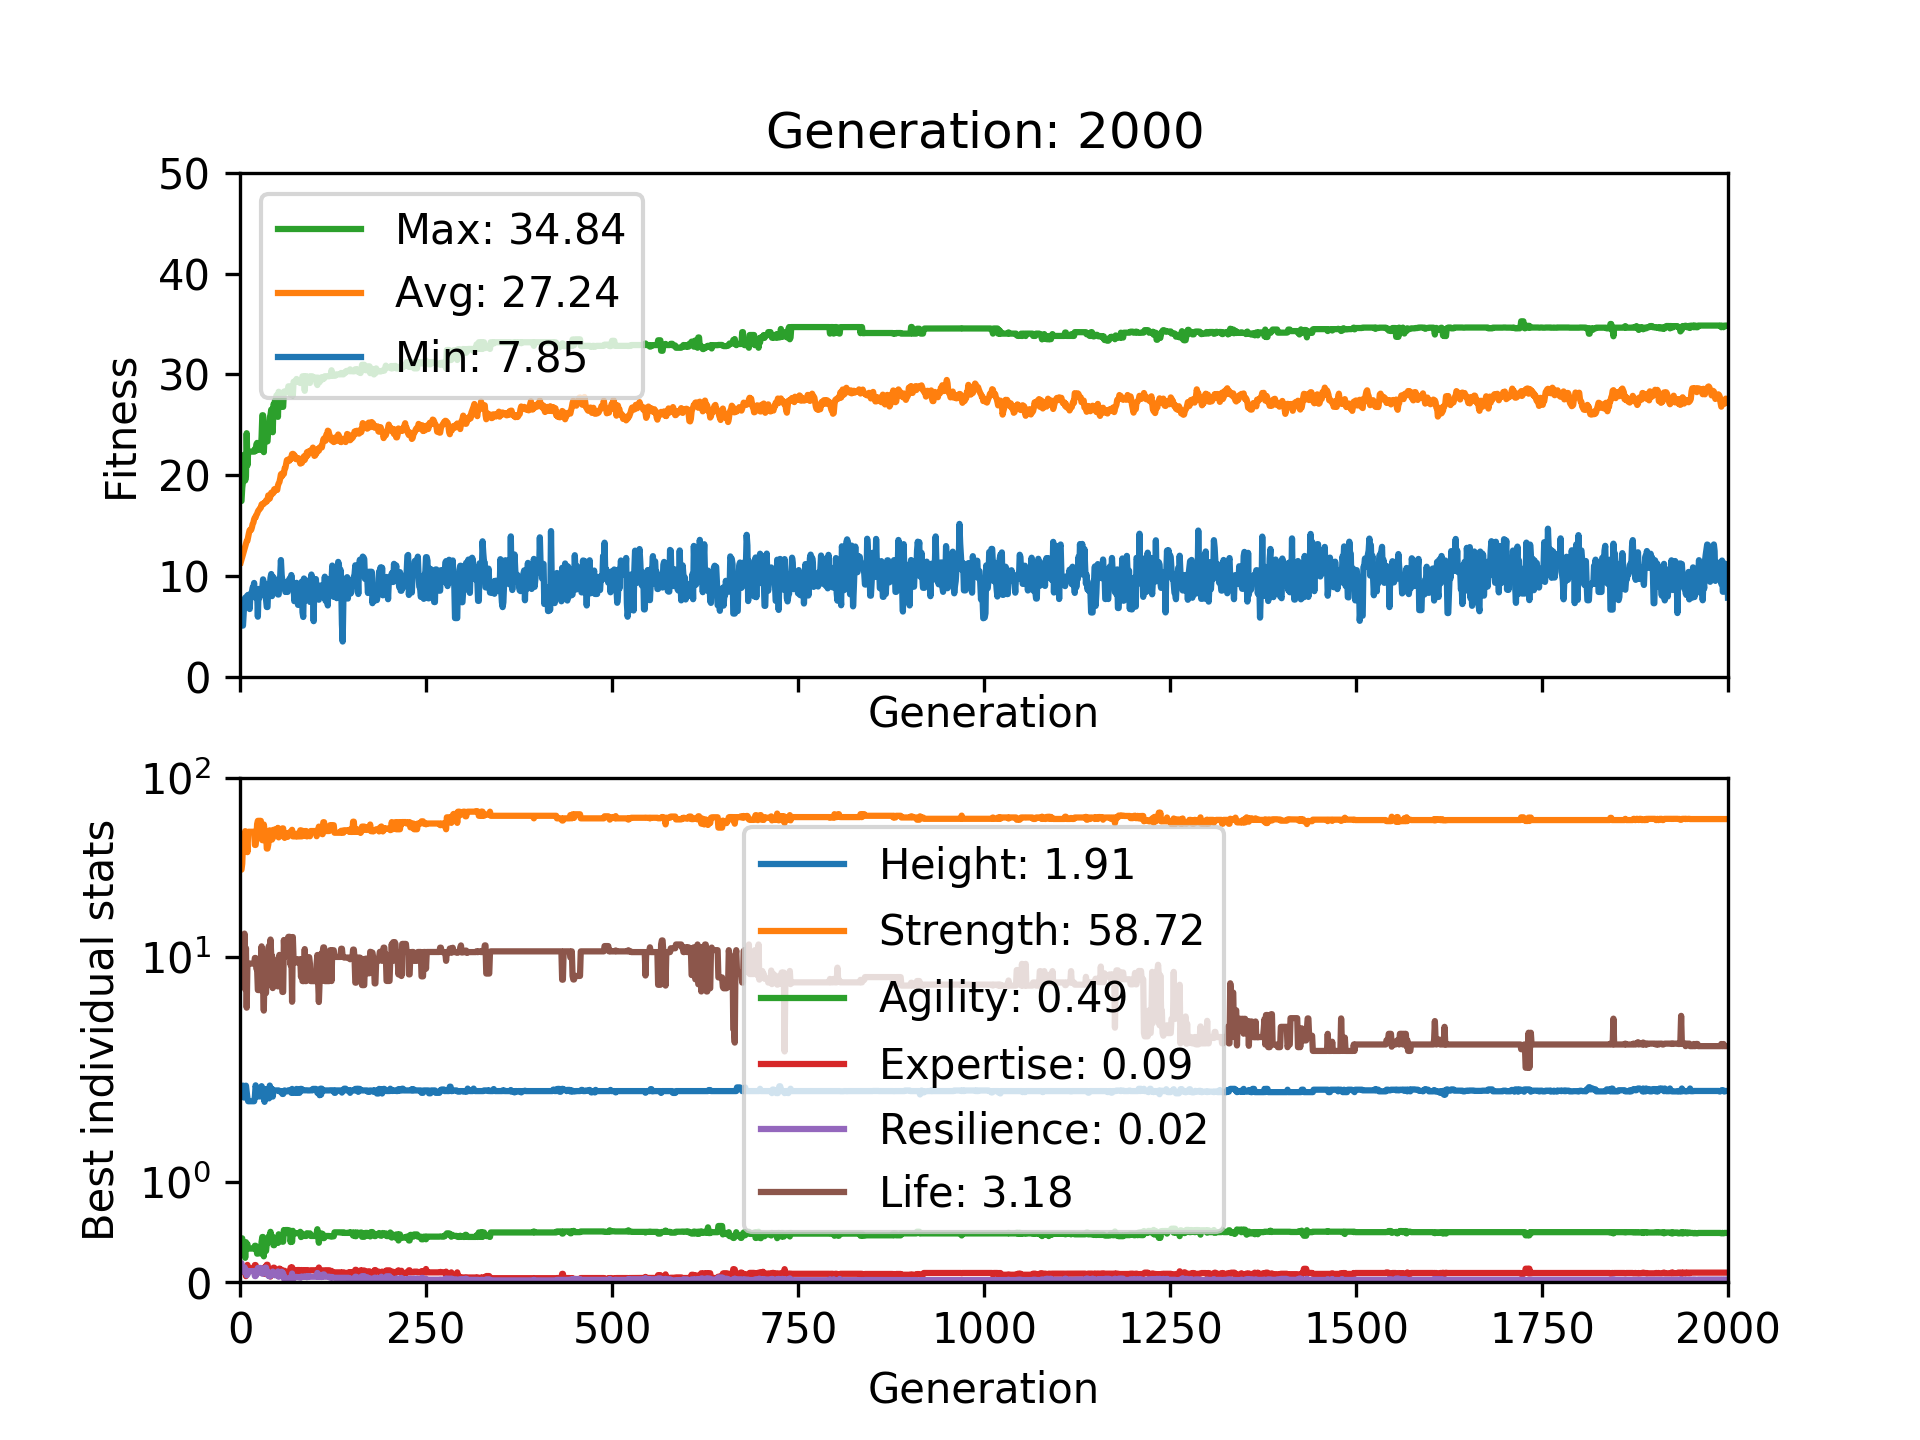 Generation: 2000
50
40
30
20
10
0
Fitness
Max: 34.84
Avg: 27.24
Min: 7.85
Generation
10²
10¹
10⁰
0
Best individual stats
Height: 1.91
Strength: 58.72
Agility: 0.49
Expertise: 0.09
Resilience: 0.02
Life: 3.18
0 250 500 750 1000 1250 1500 1750 2000
Generation